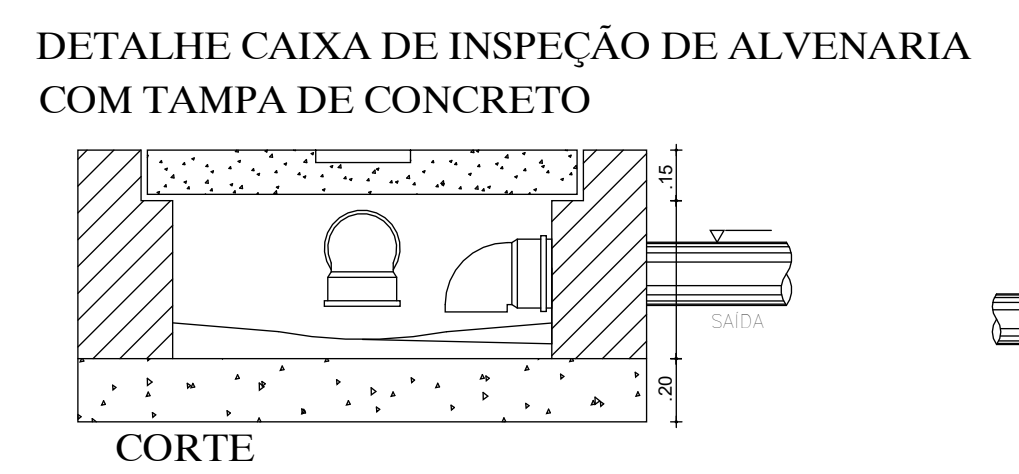 DETALHE CAIXA DE INSPEÇÃO DE ALVENARIA
COM TAMPA DE CONCRETO
.15
SAÍDA
.20
CORTE